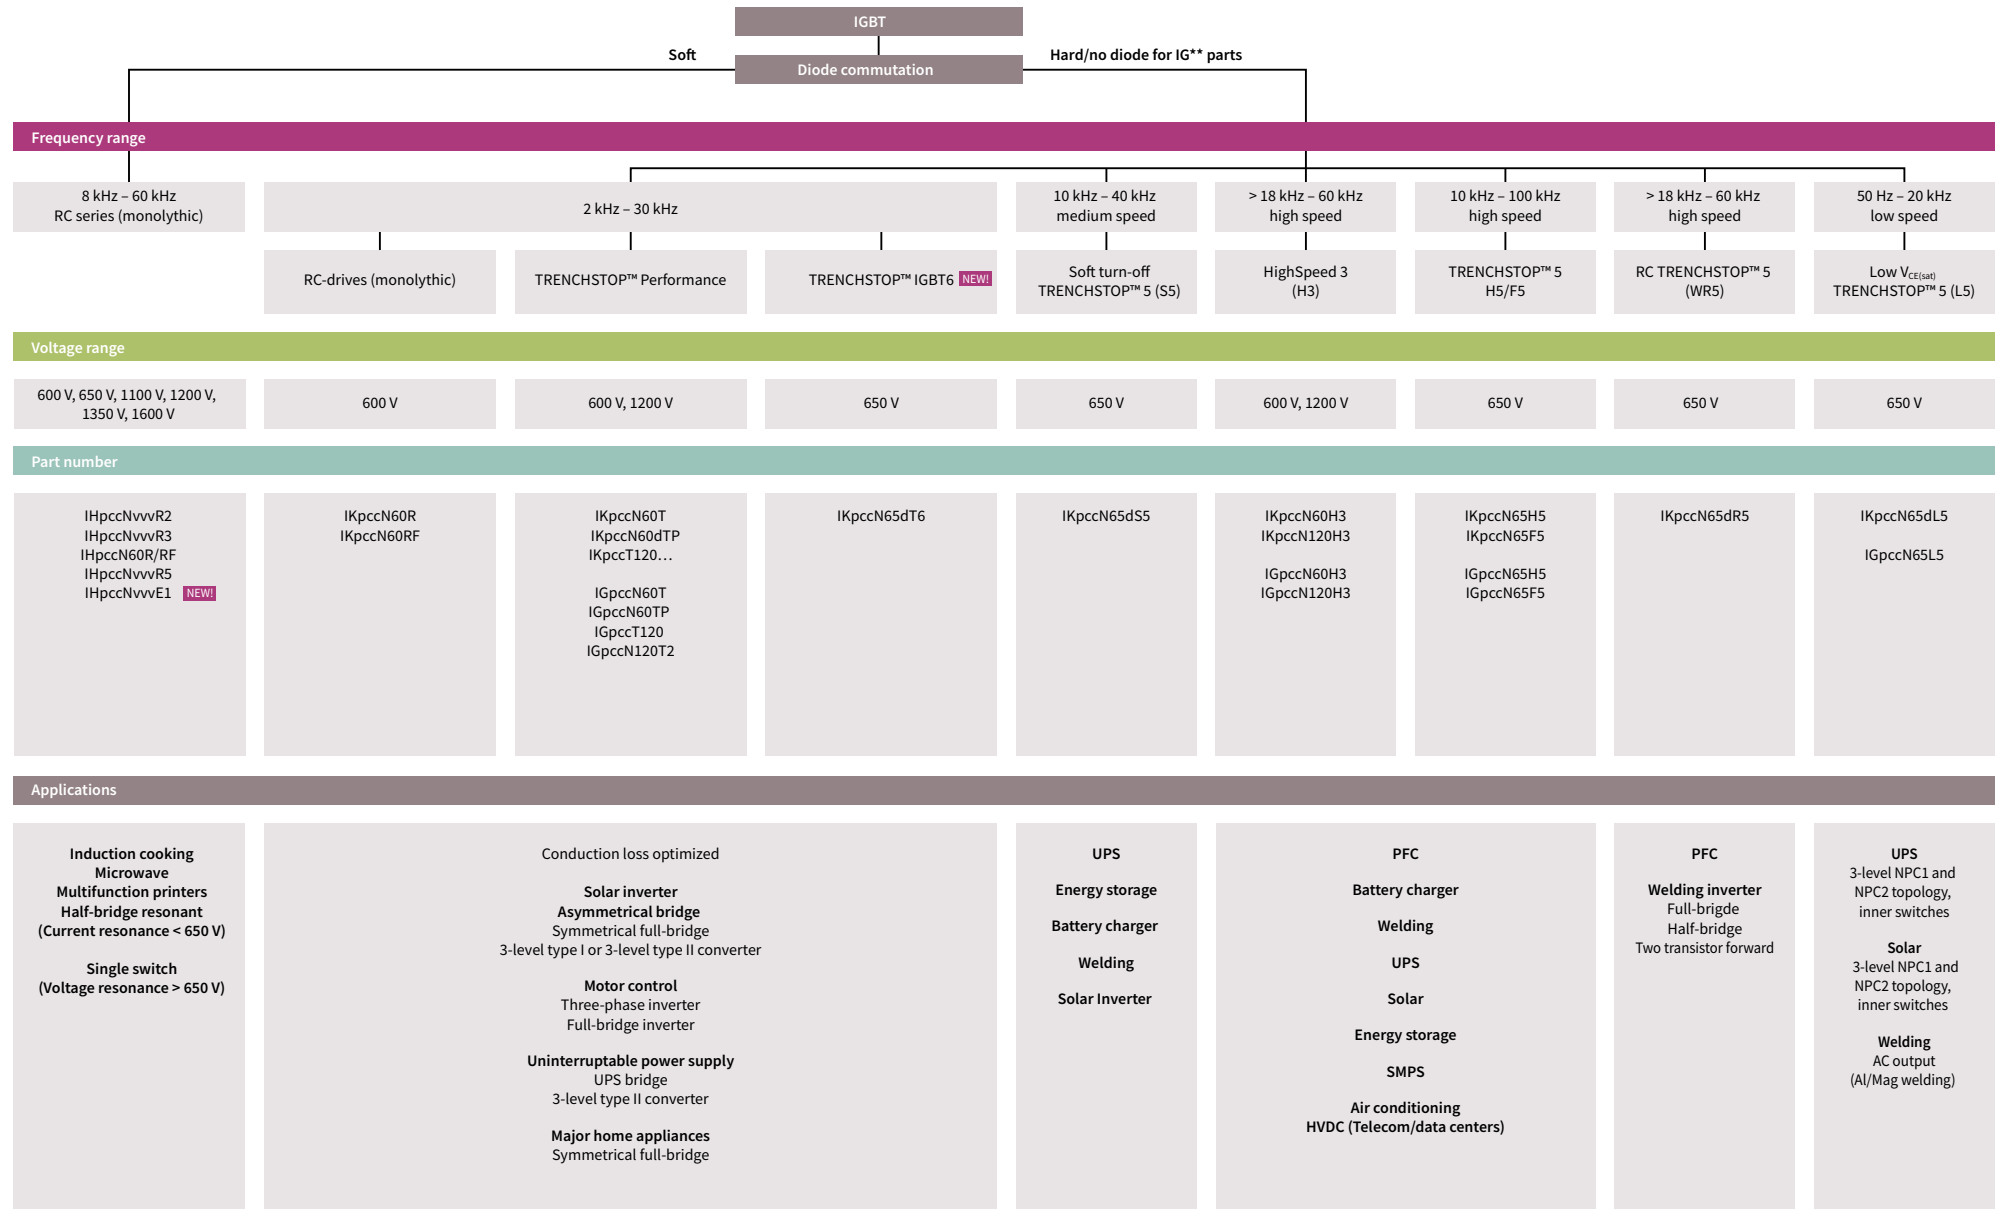 IGBT
Soft
Hard/no diode for IG** parts
Diode commutation
Frequency range
8 kHz – 60 kHz
RC series (monolythic)
2 kHz – 30 kHz
10 kHz – 40 kHz
medium speed
> 18 kHz – 60 kHz
high speed
10 kHz – 100 kHz
high speed
> 18 kHz – 60 kHz
high speed
50 Hz – 20 kHz
low speed
RC-drives (monolythic)
TRENCHSTOP™ Performance
TRENCHSTOP™ IGBT6 NEW!
Soft turn-off
TRENCHSTOP™ 5 (S5)
HighSpeed 3
(H3)
TRENCHSTOP™ 5
H5/F5
RC TRENCHSTOP™ 5
(WR5)
Low VCE(sat)
TRENCHSTOP™ 5 (L5)
Voltage range
600 V, 650 V, 1100 V, 1200 V,
1350 V, 1600 V
600 V
600 V, 1200 V
650 V
650 V
600 V, 1200 V
650 V
650 V
650 V
Part number
IHpccNvvvR2
IHpccNvvvR3
IHpccN60R/RF
IHpccNvvvR5
IHpccNvvvE1 NEW!
IKpccN60R
IKpccN60RF
IKpccN60T
IKpccN60dTP
IKpccT120…
IGpccN60T
IGpccN60TP
IGpccT120
IGpccN120T2
IKpccN65dT6
IKpccN65dS5
IKpccN60H3
IKpccN120H3
IGpccN60H3
IGpccN120H3
IKpccN65H5
IKpccN65F5
IGpccN65H5
IGpccN65F5
IKpccN65dR5
IKpccN65dL5
IGpccN65L5
Applications
Induction cooking
Microwave
Multifunction printers
Half-bridge resonant
(Current resonance < 650 V)
Single switch
(Voltage resonance > 650 V)
Conduction loss optimized
Solar inverter
Asymmetrical bridge
Symmetrical full-bridge
3-level type I or 3-level type II converter
Motor control
Three-phase inverter
Full-bridge inverter
Uninterruptable power supply
UPS bridge
3-level type II converter
Major home appliances
Symmetrical full-bridge
UPS
Energy storage
Battery charger
Welding
Solar Inverter
PFC
Battery charger
Welding
UPS
Solar
Energy storage
SMPS
Air conditioning
HVDC (Telecom/data centers)
PFC
Welding inverter
Full-brigde
Half-bridge
Two transistor forward
UPS
3-level NPC1 and
NPC2 topology,
inner switches
Solar
3-level NPC1 and
NPC2 topology,
inner switches
Welding
AC output
(Al/Mag welding)